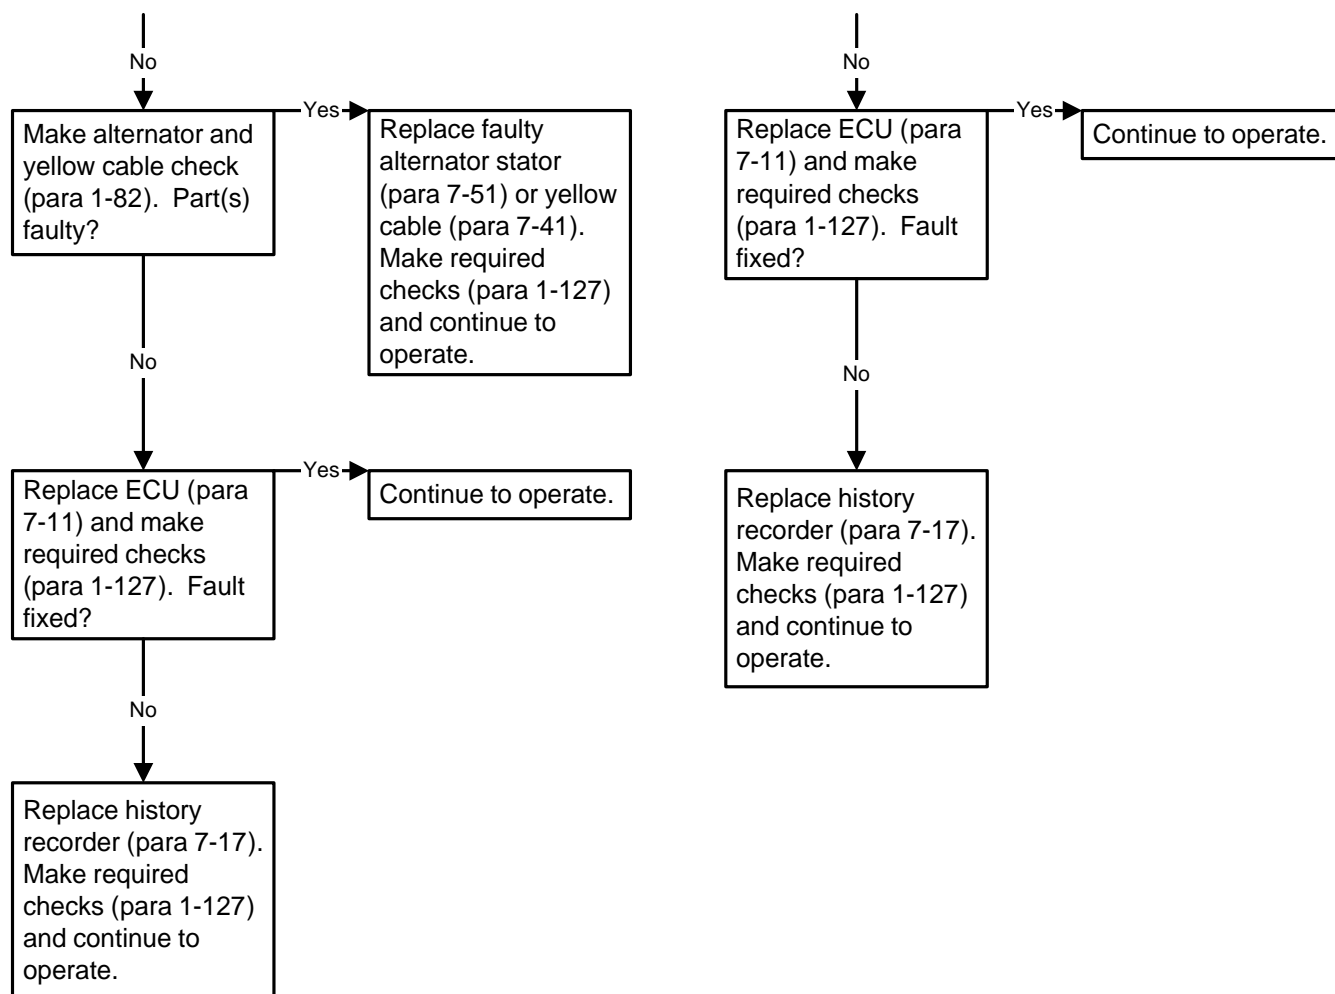 No
Make alternator and
yellow cable check
(para 1-82).  Part(s)
faulty?
Yes
Replace faulty
alternator stator
(para 7-51) or yellow
cable (para 7-41).
Make required
checks (para 1-127)
and continue to
operate.
No
Replace ECU (para
7-11) and make
required checks
(para 1-127).  Fault
fixed?
Yes
Continue to operate.
No
Replace history
recorder (para 7-17).
Make required
checks (para 1-127)
and continue to
operate.
No
Replace ECU (para
7-11) and make
required checks
(para 1-127).  Fault
fixed?
Yes
Continue to operate.
No
Replace history
recorder (para 7-17).
Make required
checks (para 1-127)
and continue to
operate.